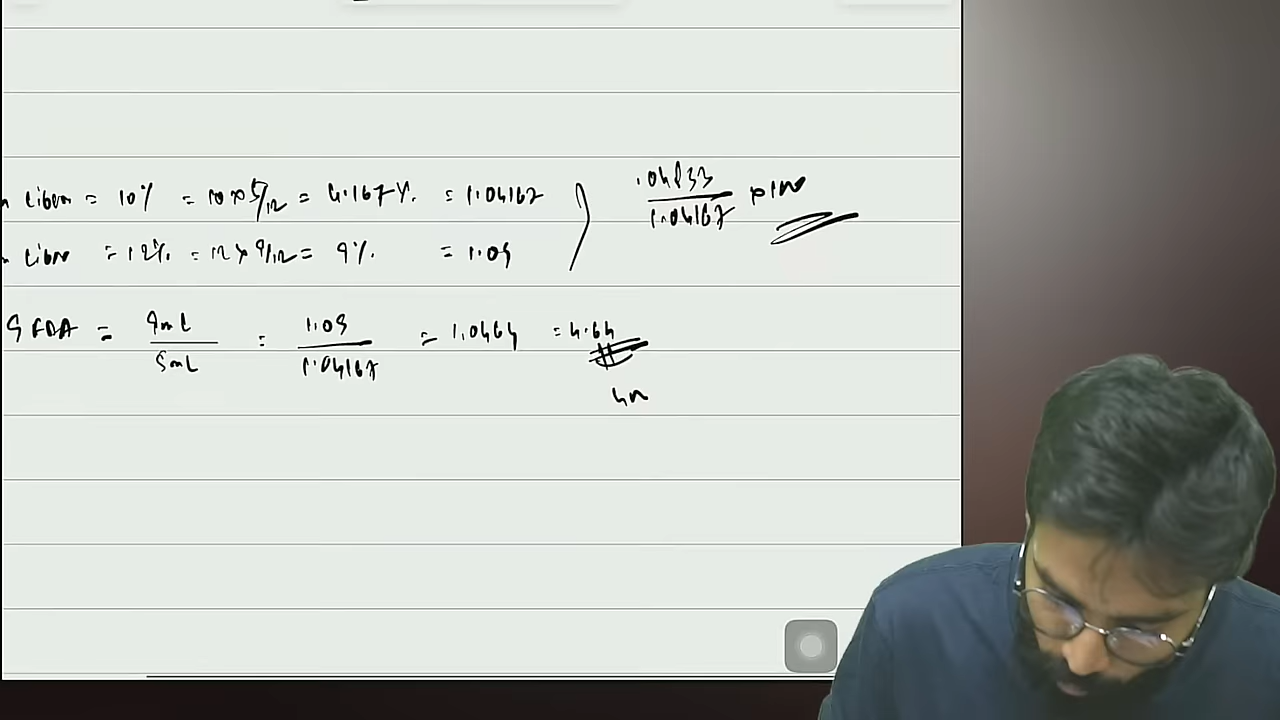 .04833
n Libor = 10% = 10 x 5/12 = 4.167%. = 1.04167
1.04167
n Libor = 12% = 12 x 9/12 = 9%. = 1.09
9mL 1.09
5 FRA = = = 1.0464 = 4.64
5mL 1.04167
4m